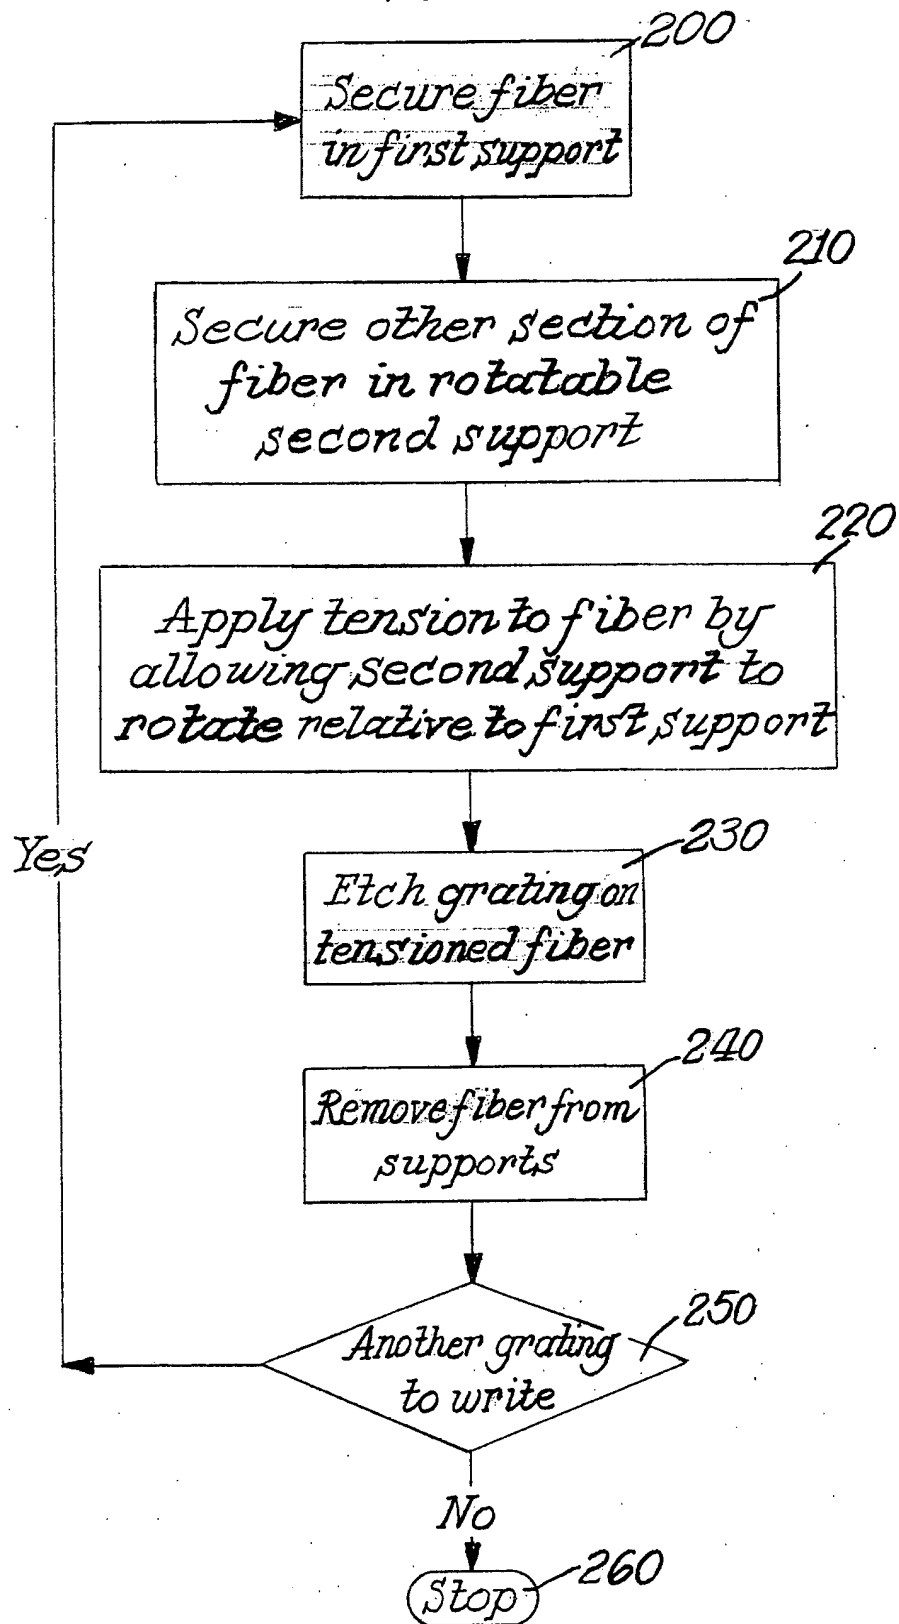 200
Secure fiber
in first support
210
Secure other section of
fiber in rotatable
second support
220
Apply tension to fiber by
allowing second support to
rotate relative to first support
Yes
230
Etch grating on
tensioned fiber
240
Remove fiber from
supports
250
Another grating
to write
No
260
Stop